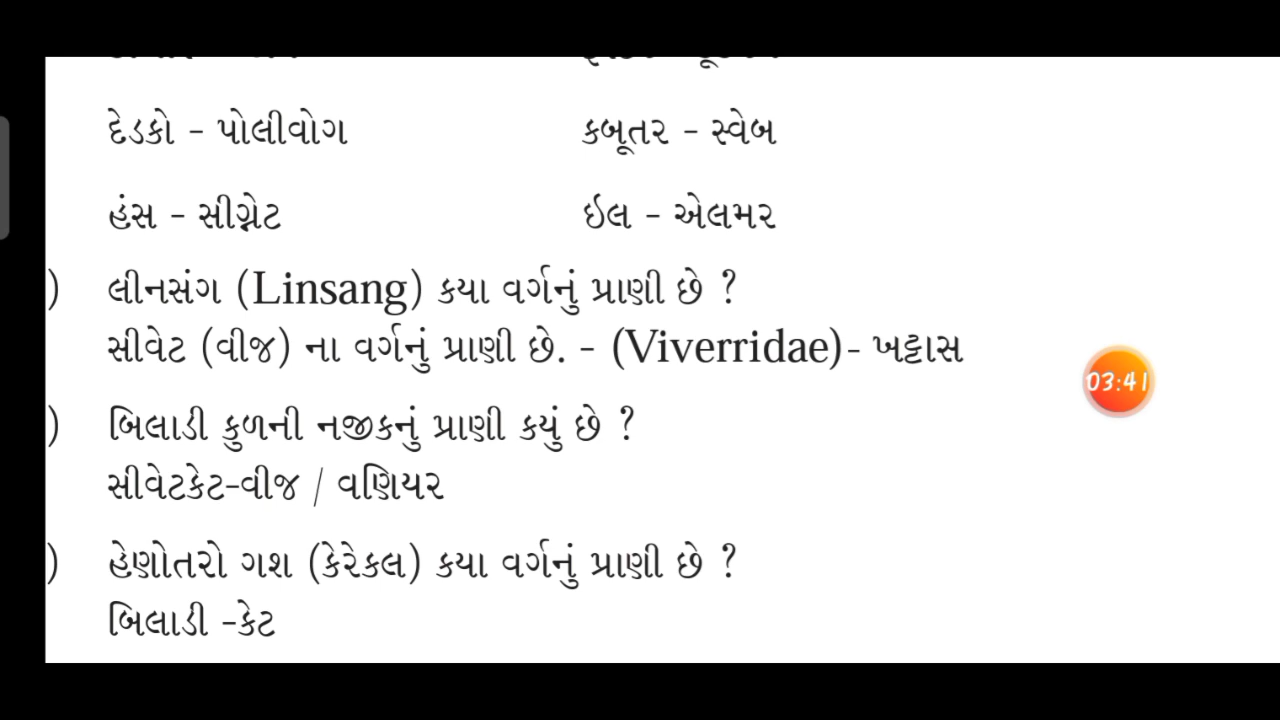 દેડકો - પોલીવોગ    કબૂતર - સ્વેબ
હંસ - સીગ્નેટ    ઇલ - એલમર
) લીનસંગ (Linsang) કયા વર્ગનું પ્રાણી છે ?
સીવેટ (વીજ) ના વર્ગનું પ્રાણી છે. - (Viverridae)- ખટ્ટાસ
03:41
) બિલાડી કુળની નજીકનું પ્રાણી કયું છે ?
સીવેટકેટ-વીજ / વણિયર
) હેણોતરો ગશ (કેરેકલ) કયા વર્ગનું પ્રાણી છે ?
બિલાડી -કેટ